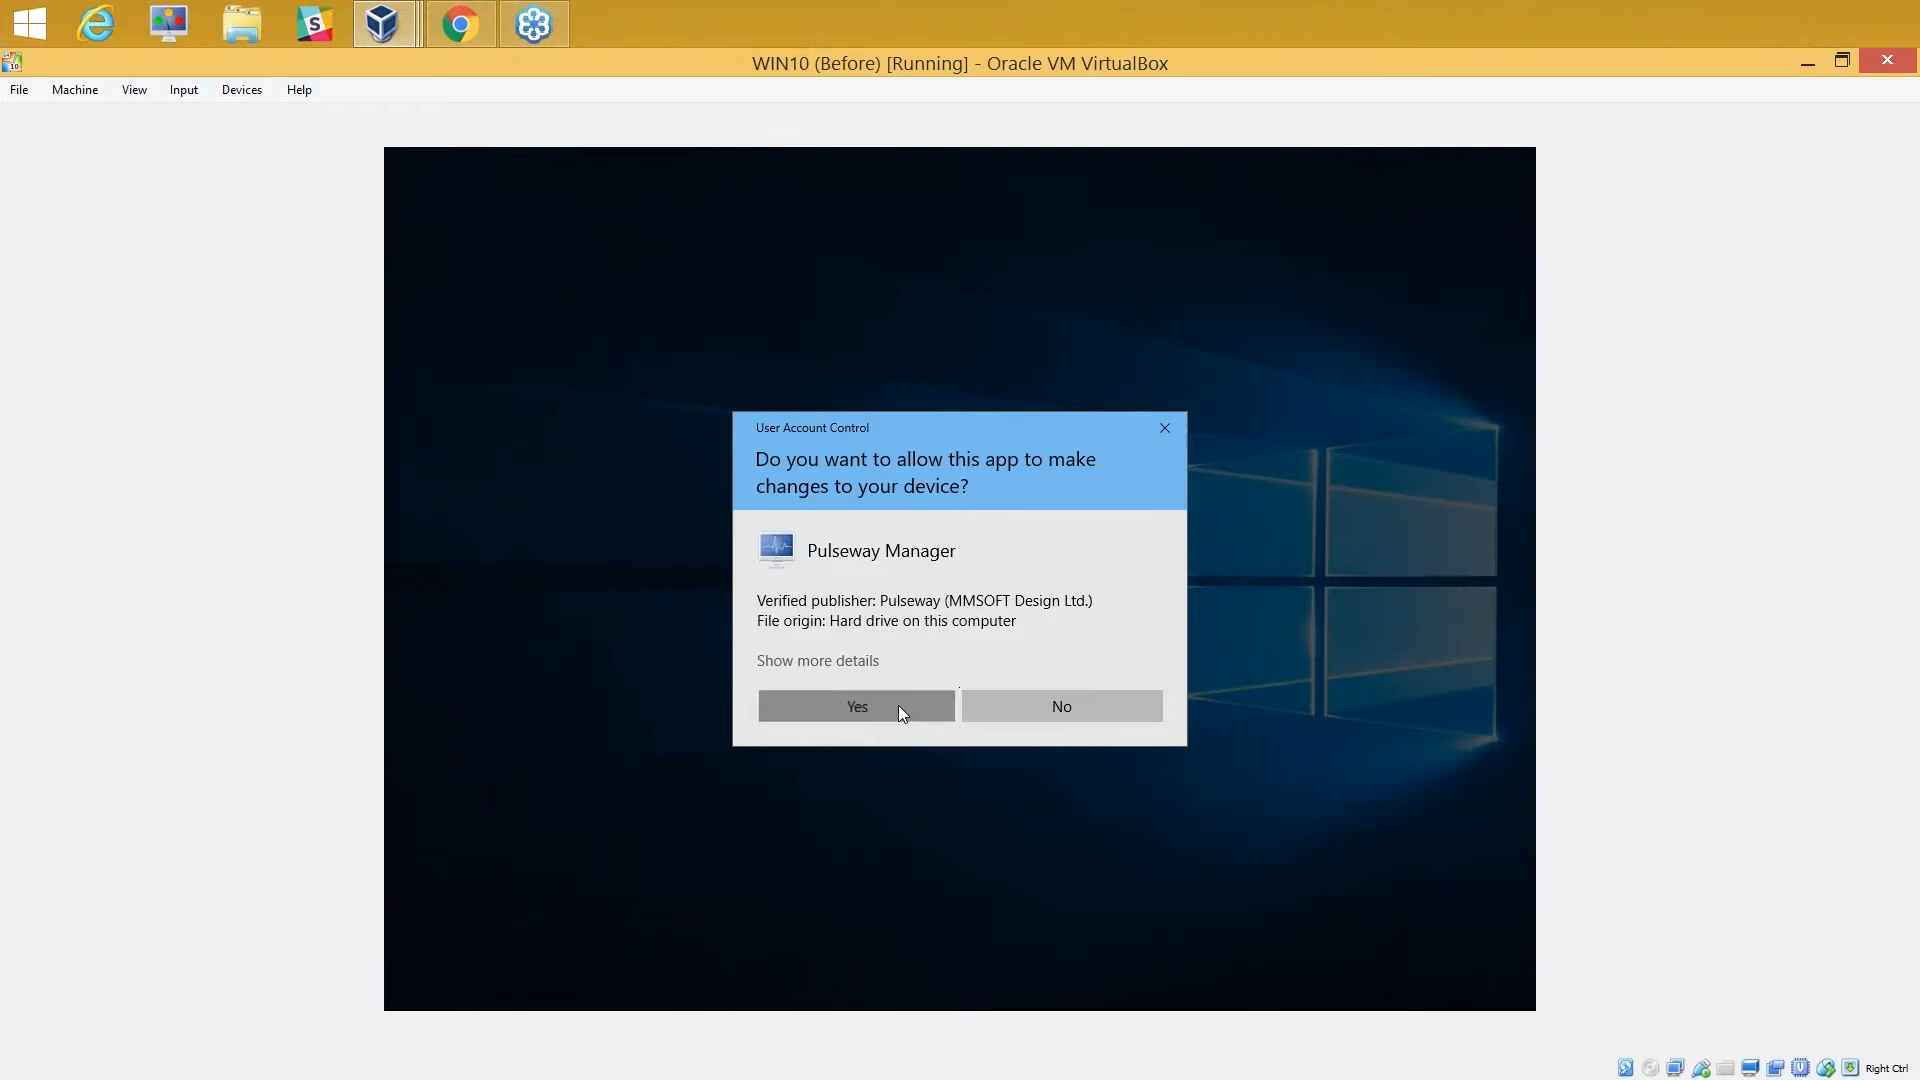 WIN10 (Before) [Running] - Oracle VM VirtualBox
File Machine View Input Devices Help
User Account Control
Do you want to allow this app to make
changes to your device?
Pulseway Manager
Verified publisher: Pulseway (MMSOFT Design Ltd.)
File origin: Hard drive on this computer
Show more details
Yes No
Right Ctrl